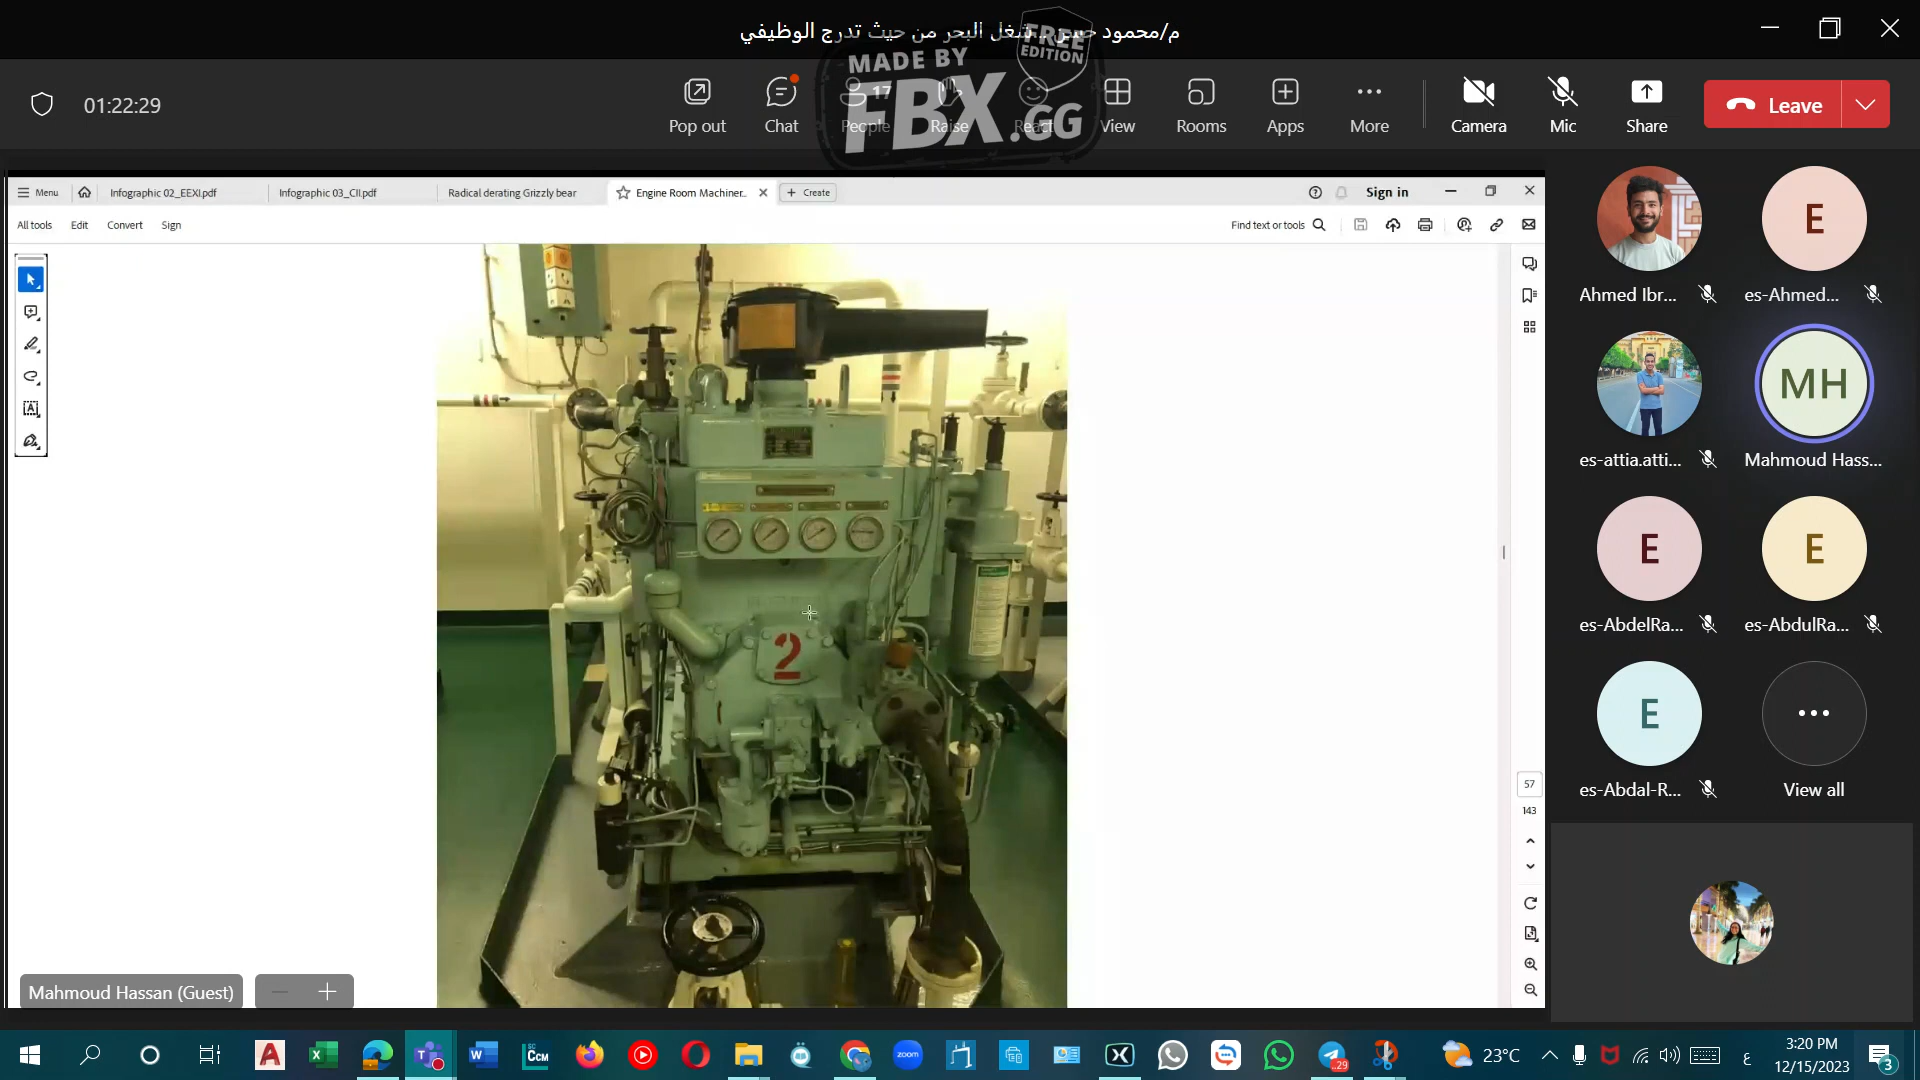 م/محمود حسن ...شغل البحر من حيث تدرج الوظيفي
MADE BY
FBX.GG
FREE
EDITION
01:22:29
Pop out
Chat
People
17
Raise
React
View
Rooms
Apps
More
Camera
Mic
Share
Leave
Menu
Infographic 02_EEXI.pdf
Infographic 03_CII.pdf
Radical derating Grizzly bear
Engine Room Machiner...
Create
Sign in
All tools
Edit
Convert
Sign
Find text or tools
2
57
143
Mahmoud Hassan (Guest)
Ahmed Ibr...
E
es-Ahmed...
es-attia.atti...
MH
Mahmoud Hass...
E
es-AbdelRa...
E
es-AbdulRa...
E
es-Abdal-R...
View all
zoom
..29
23°C
ع
3:20 PM
12/15/2023
3